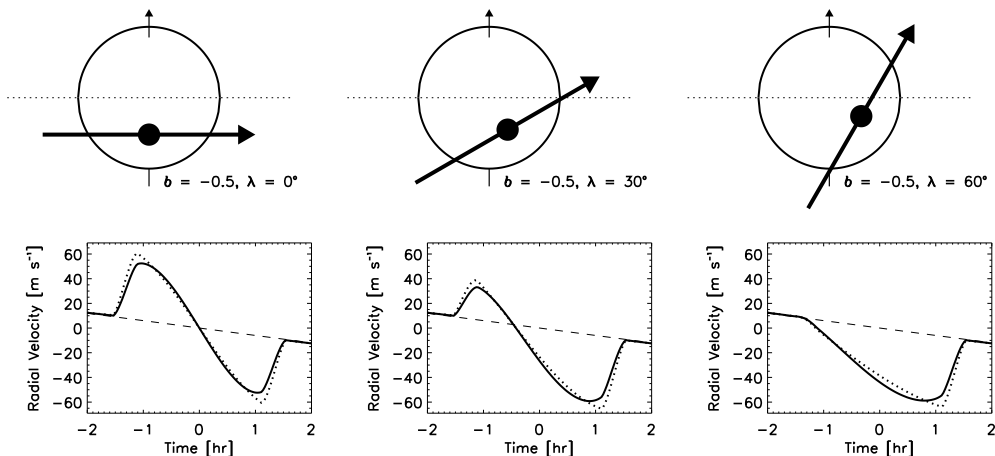 b = −0.5, λ = 0°
b = −0.5, λ = 30°
b = −0.5, λ = 60°
Radial Velocity [m s⁻¹]
60
40
20
0
−20
−40
−60
−2 −1 0 1 2
Time [hr]
Radial Velocity [m s⁻¹]
60
40
20
0
−20
−40
−60
−2 −1 0 1 2
Time [hr]
Radial Velocity [m s⁻¹]
60
40
20
0
−20
−40
−60
−2 −1 0 1 2
Time [hr]